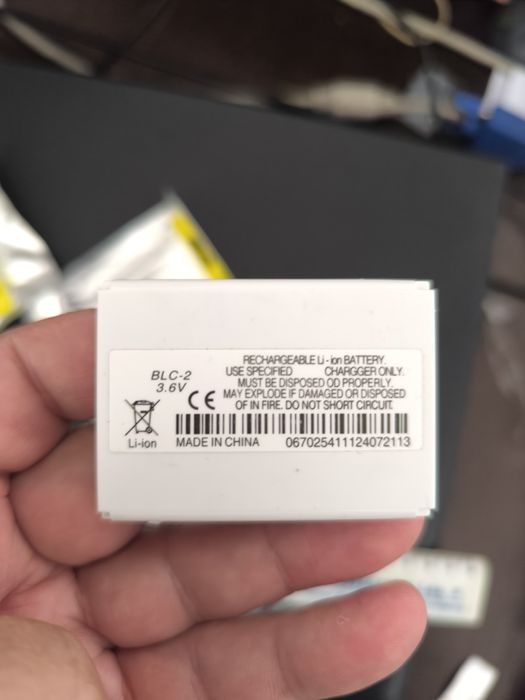 BLC-2
3.6V
Li-ion
RECHARGEABLE Li - ion BATTERY.
USE SPECIFIED CHARGGER ONLY.
MUST BE DISPOSED OD PROPERLY.
MAY EXPLODE IF DAMAGED OR DISPOSED
OF IN FIRE. DO NOT SHORT CIRCUIT.
CE
MADE IN CHINA 067025411124072113